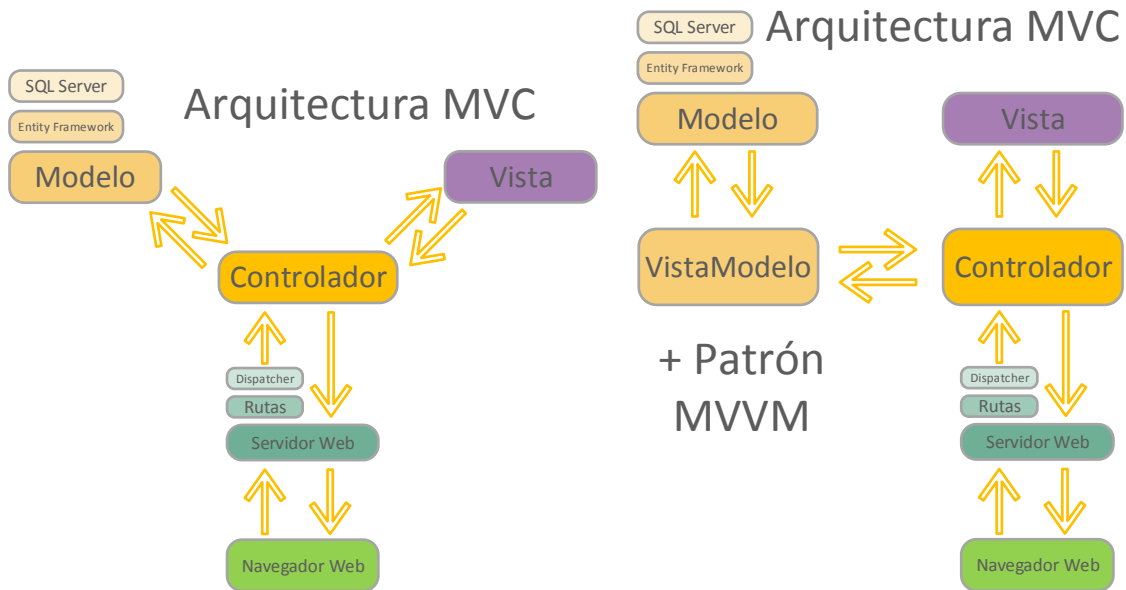 SQL Server
Entity Framework
Modelo
Arquitectura MVC
Vista
Controlador
Dispatcher
Rutas
Servidor Web
Navegador Web
SQL Server
Arquitectura MVC
Entity Framework
Modelo
Vista
VistaModelo
Controlador
+ Patrón
MVVM
Dispatcher
Rutas
Servidor Web
Navegador Web